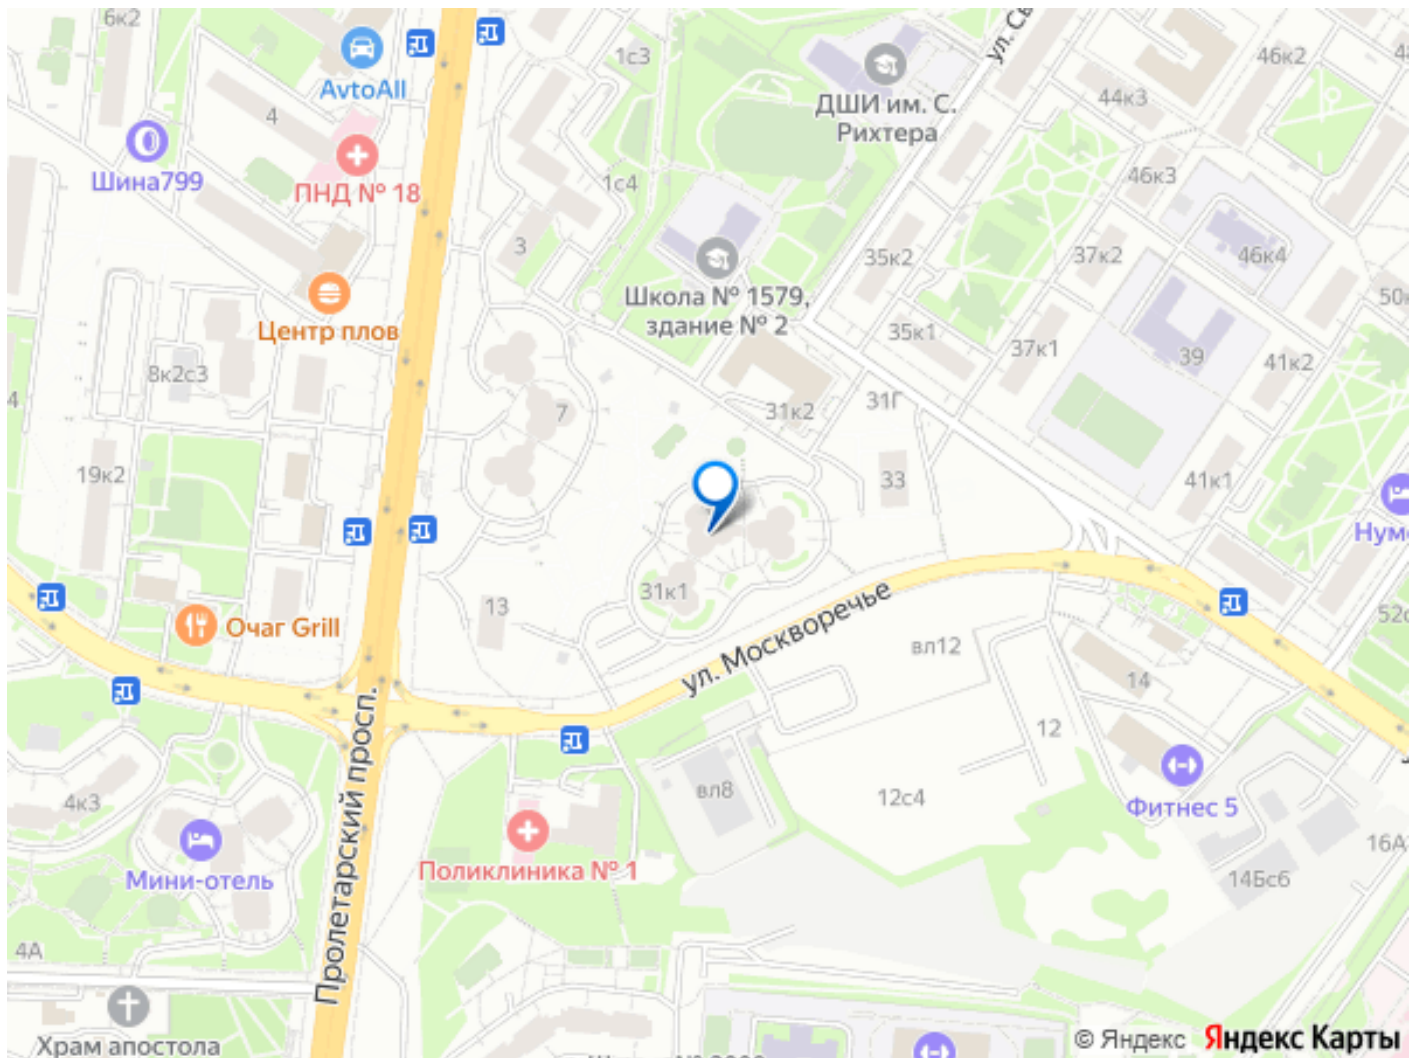 6к2
AvtoAll
1с3
ДШИ им. С.
Рихтера
46к2
44к3
4
Шина799
ПНД № 18
1с4
46к3
3
35к2
37к2
46к4
Школа № 1579,
здание № 2
Центр плов
35к1
37к1
39
41к2
8к2с3
4
7
31к2
31Г
19к2
33
41к1
31к1
13
Очаг Grill
ул. Москворечье
вл12
14
12
Пролетарский просп.
4к3
вл8
12с4
Фитнес 5
Мини-отель
Поликлиника № 1
16А
14Бс6
4А
Храм апостола
© Яндекс Яндекс Карты